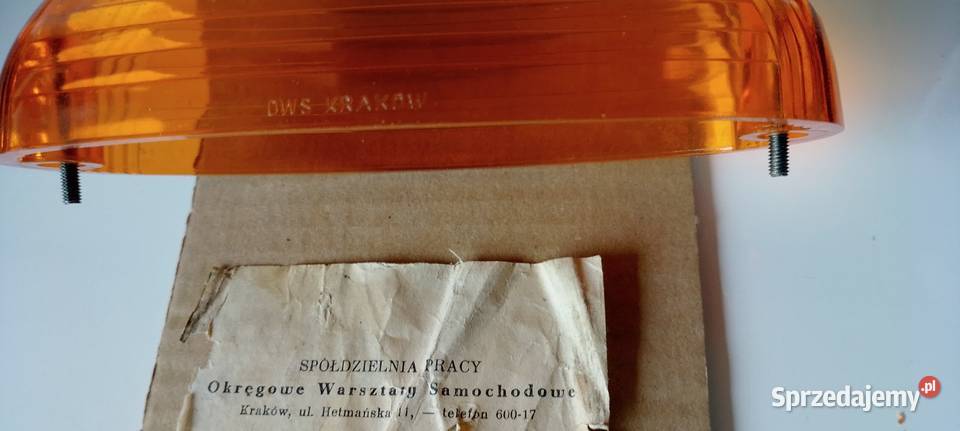 OWS KRAKÓW
SPÓŁDZIELNIA PRACY
Okręgowe Warsztaty Samochodowe
Kraków, ul. Hetmańska 11, — telefon 600-17
Sprzedajemy.pl